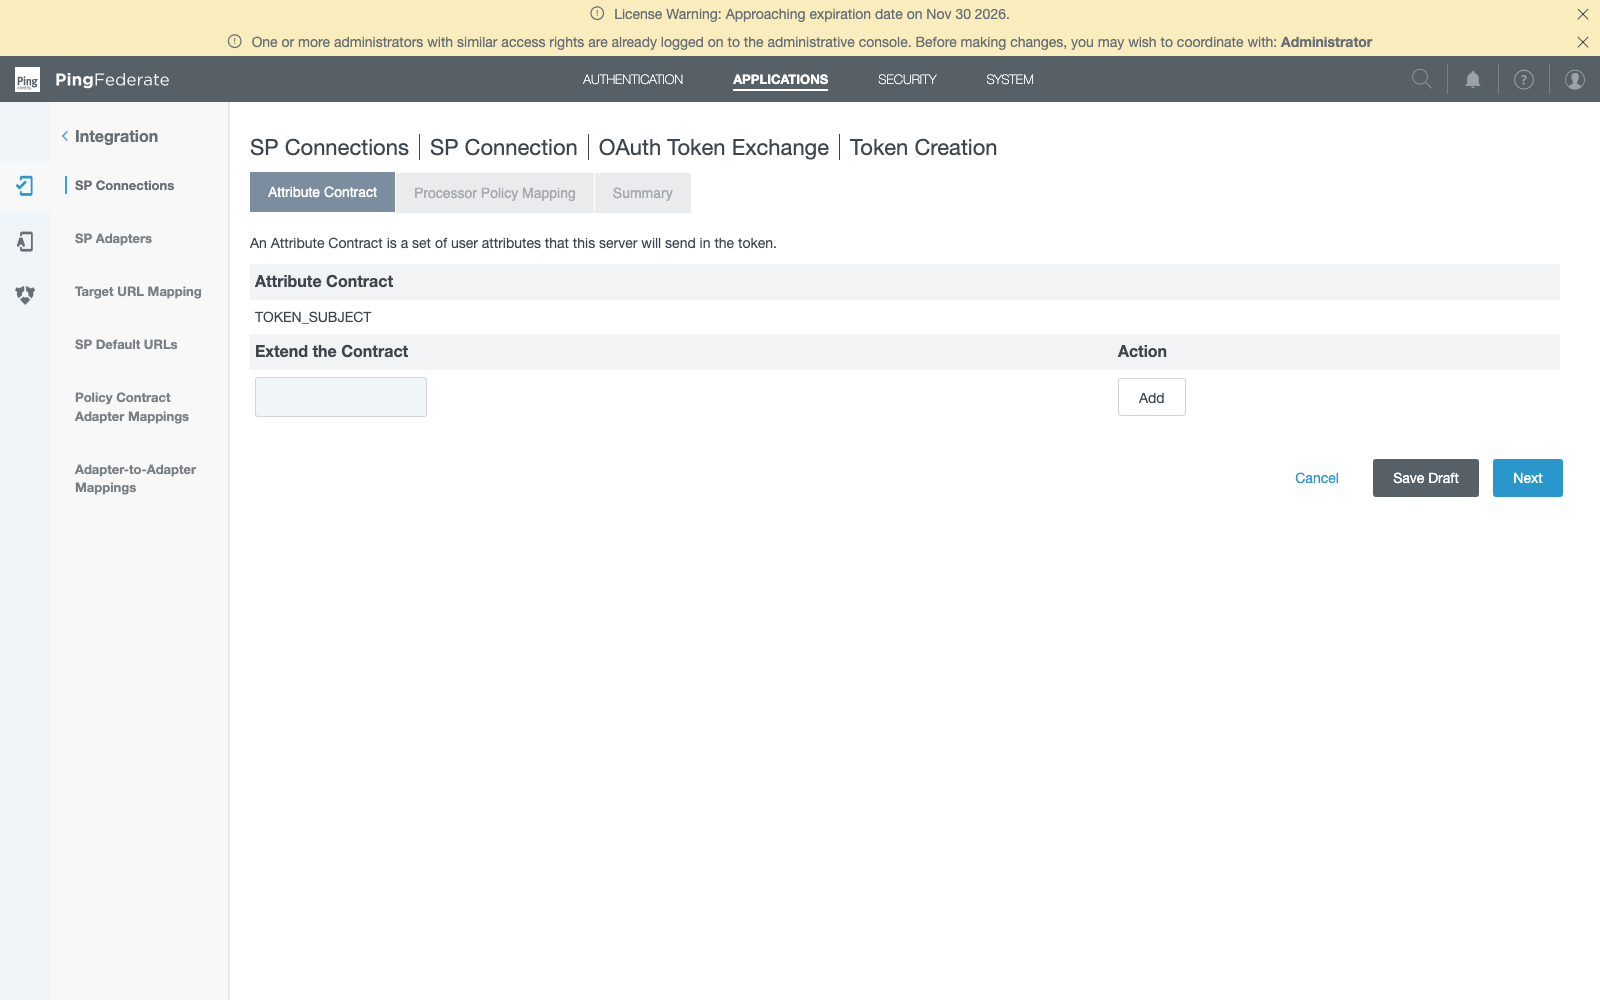 License Warning: Approaching expiration date on Nov 30 2026.
One or more administrators with similar access rights are already logged on to the administrative console. Before making changes, you may wish to coordinate with: Administrator
Ping
PingFederate
AUTHENTICATION
APPLICATIONS
SECURITY
SYSTEM
?
Integration
SP Connections
SP Adapters
Target URL Mapping
SP Default URLs
Policy Contract
Adapter Mappings
Adapter-to-Adapter
Mappings
SP Connections | SP Connection | OAuth Token Exchange | Token Creation
Attribute Contract
Processor Policy Mapping
Summary
An Attribute Contract is a set of user attributes that this server will send in the token.
Attribute Contract
TOKEN_SUBJECT
Extend the Contract
Action
Add
Cancel
Save Draft
Next